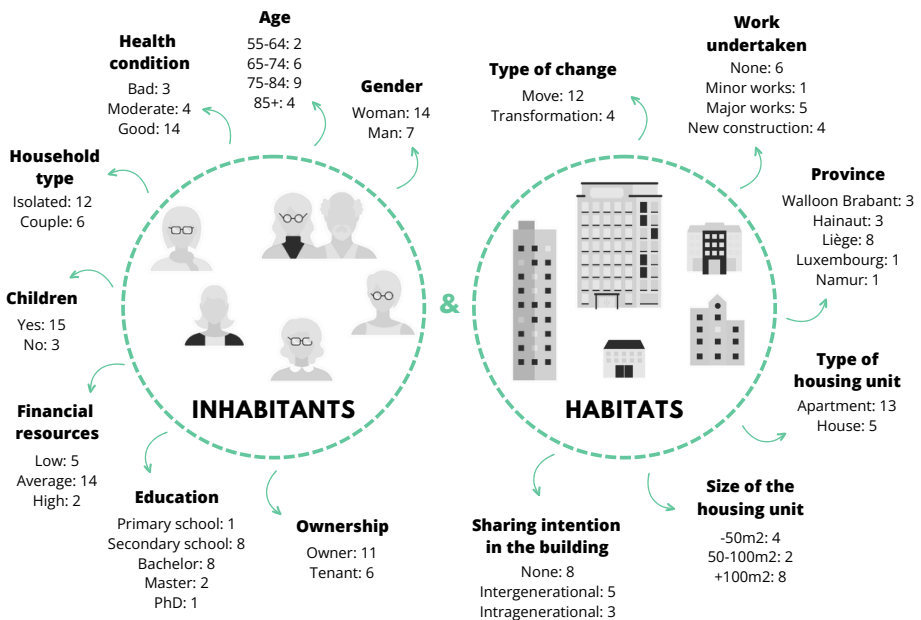 Age
55-64: 2
65-74: 6
75-84: 9
85+: 4
Health
condition
Bad: 3
Moderate: 4
Good: 14
Gender
Woman: 14
Man: 7
Household
type
Isolated: 12
Couple: 6
Children
Yes: 15
No: 3
Financial
resources
Low: 5
Average: 14
High: 2
Education
Primary school: 1
Secondary school: 8
Bachelor: 8
Master: 2
PhD: 1
Ownership
Owner: 11
Tenant: 6
INHABITANTS
&
HABITATS
Type of change
Move: 12
Transformation: 4
Work
undertaken
None: 6
Minor works: 1
Major works: 5
New construction: 4
Province
Walloon Brabant: 3
Hainaut: 3
Liège: 8
Luxembourg: 1
Namur: 1
Type of
housing unit
Apartment: 13
House: 5
Size of the
housing unit
-50m2: 4
50-100m2: 2
+100m2: 8
Sharing intention
in the building
None: 8
Intergenerational: 5
Intragenerational: 3